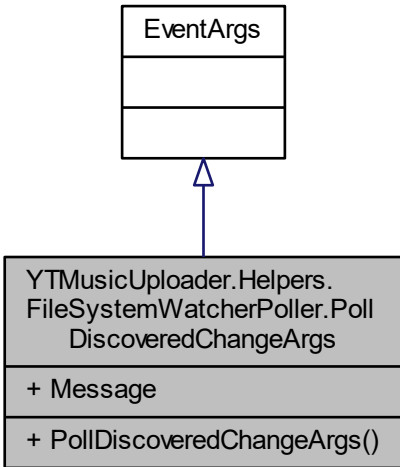 EventArgs
YTMusicUploader.Helpers.
FileSystemWatcherPoller.Poll
DiscoveredChangeArgs
+ Message
+ PollDiscoveredChangeArgs()